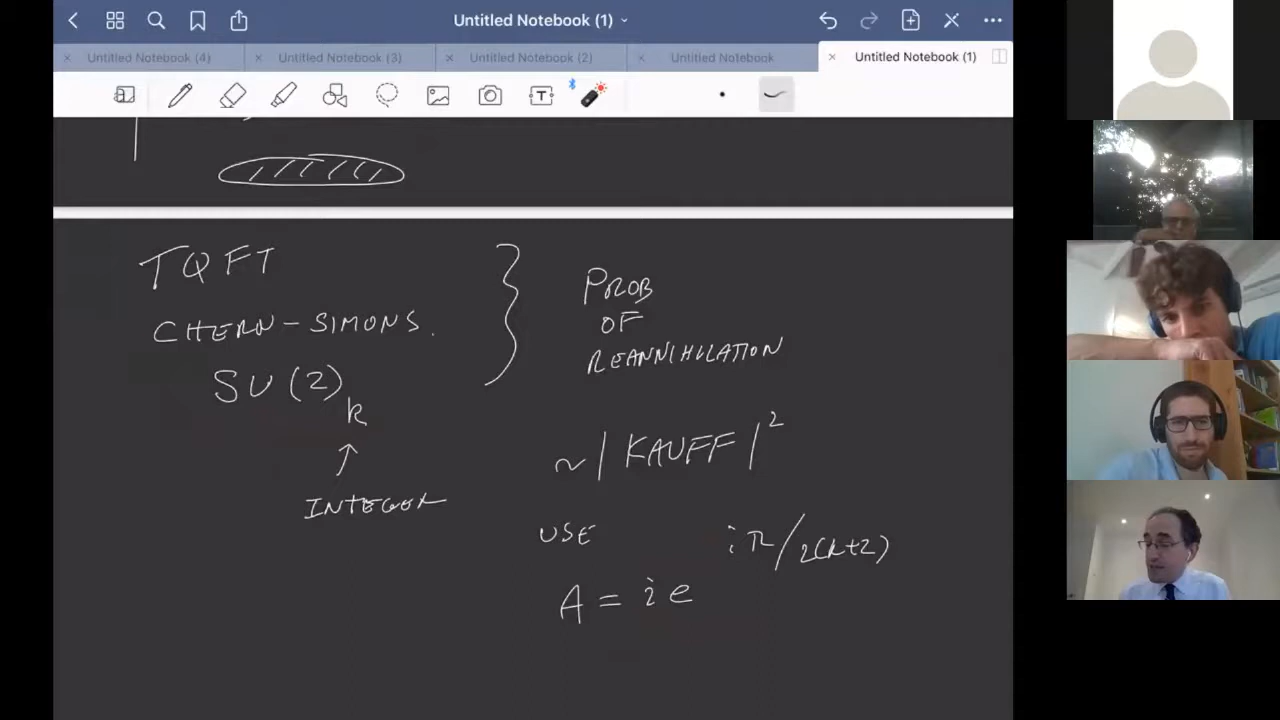 Untitled Notebook (1)
Untitled Notebook (4)
Untitled Notebook (3)
Untitled Notebook (2)
Untitled Notebook
Untitled Notebook (1)
TQFT
CHERN-SIMONS.
SU(2)k
↑
INTEGER
PROB
OF
REANNIHILATION
~|KAUFF|²
USE
A = i e^{iπ/2(k+2)}